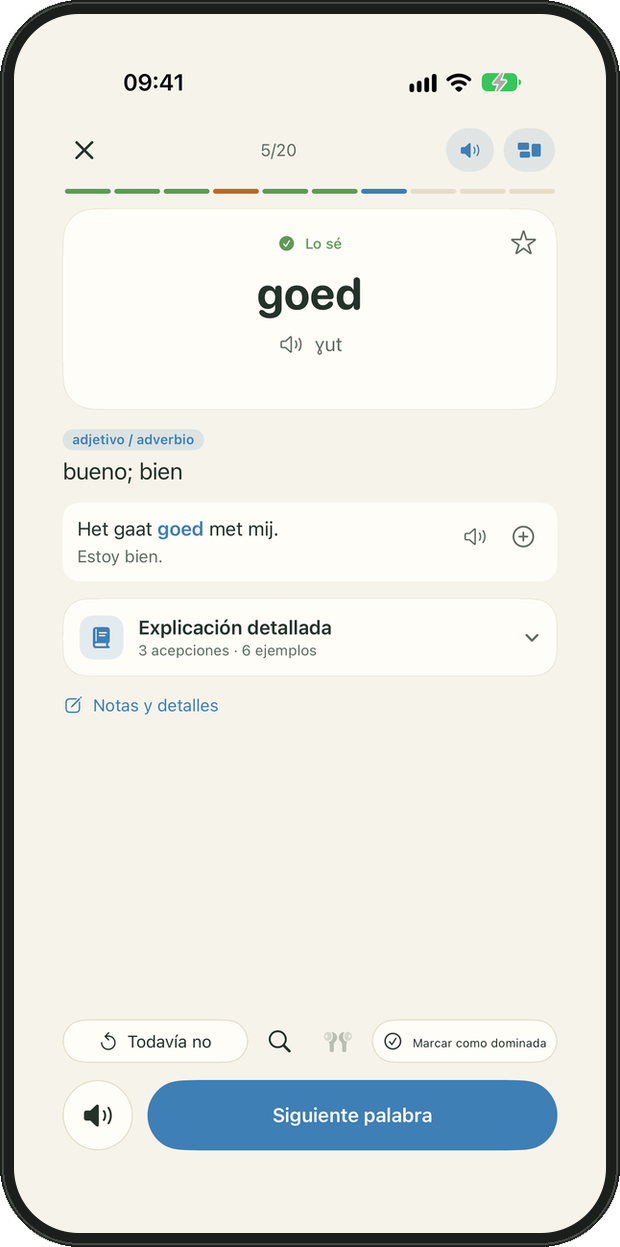 09:41
5/20
Lo sé
goed
ɣut
adjetivo / adverbio
bueno; bien
Het gaat goed met mij.
Estoy bien.
Explicación detallada
3 acepciones · 6 ejemplos
Notas y detalles
Todavía no
Marcar como dominada
Siguiente palabra